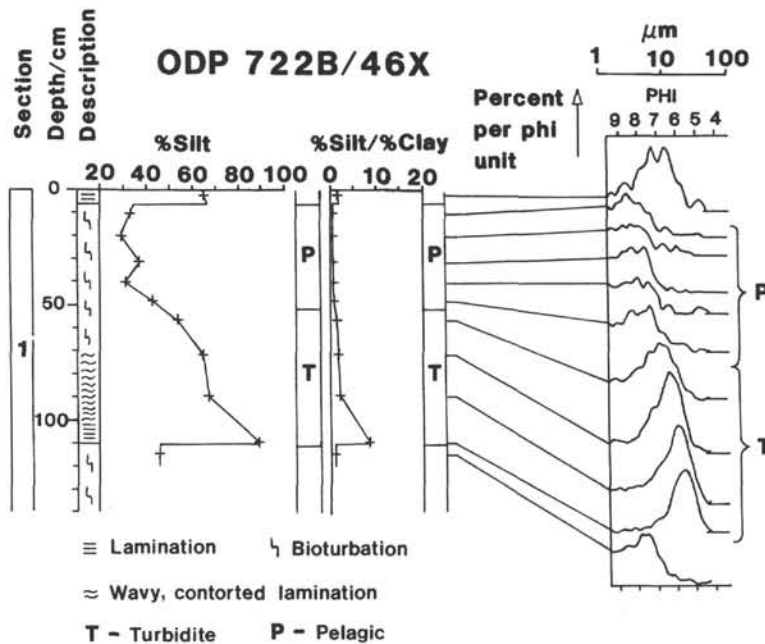 ODP 722B/46X
Section
Depth/cm
Description
%Silt
20 40 60 80 100
%Silt/%Clay
0 20
Percent
per phi
unit
µm
1 10 100
PHI
9 8 7 6 5 4
0
50
100
1
P
T
P
T
P
T
Lamination
Bioturbation
Wavy, contorted lamination
T - Turbidite
P - Pelagic